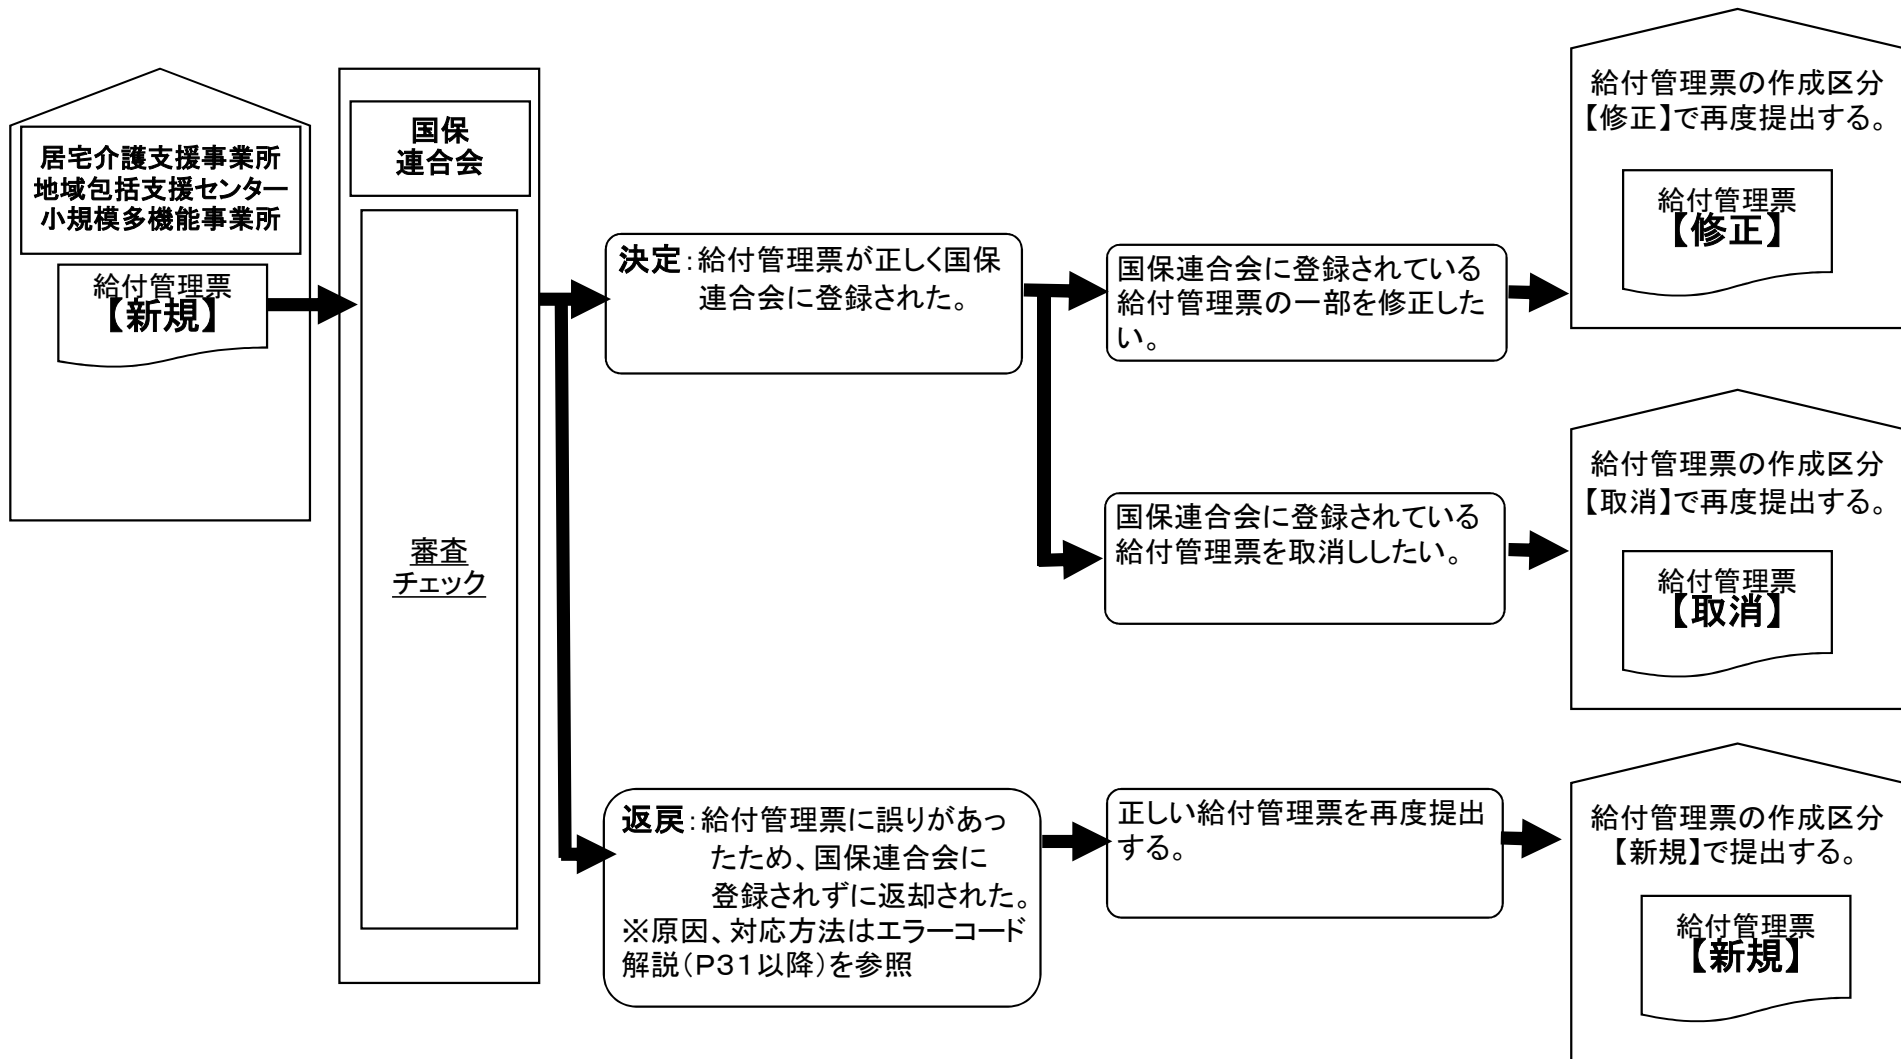 居宅介護支援事業所
地域包括支援センター
小規模多機能事業所
給付管理票
【新規】
国保
連合会
審査
チェック
決定：給付管理票が正しく国保
連合会に登録された。
国保連合会に登録されている
給付管理票の一部を修正した
い。
給付管理票の作成区分
【修正】で再度提出する。
給付管理票
【修正】
国保連合会に登録されている
給付管理票を取消ししたい。
給付管理票の作成区分
【取消】で再度提出する。
給付管理票
【取消】
返戻：給付管理票に誤りがあっ
たため、国保連合会に
登録されずに返却された。
※原因、対応方法はエラーコード
解説（P31以降）を参照
正しい給付管理票を再度提出
する。
給付管理票の作成区分
【新規】で提出する。
給付管理票
【新規】